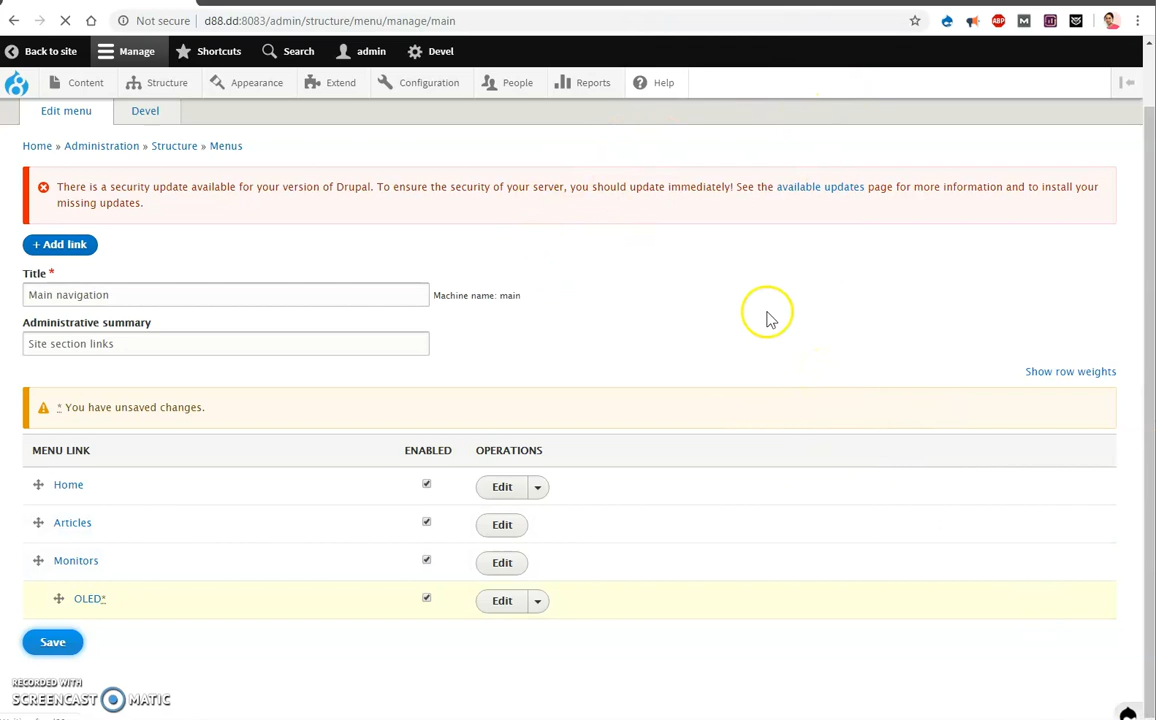 Not secure d88.dd:8083/admin/structure/menu/manage/main
ABP
M
Back to site Manage Shortcuts Search admin Devel
Content Structure Appearance Extend Configuration People Reports Help
Edit menu Devel
Home » Administration » Structure » Menus
There is a security update available for your version of Drupal. To ensure the security of your server, you should update immediately! See the available updates page for more information and to install your
missing updates.
+ Add link
Title *
Main navigation Machine name: main
Administrative summary
Site section links
Show row weights
* You have unsaved changes.
MENU LINK ENABLED OPERATIONS
Home Edit
Articles Edit
Monitors Edit
OLED* Edit
Save
RECORDED WITH
SCREENCAST MATIC